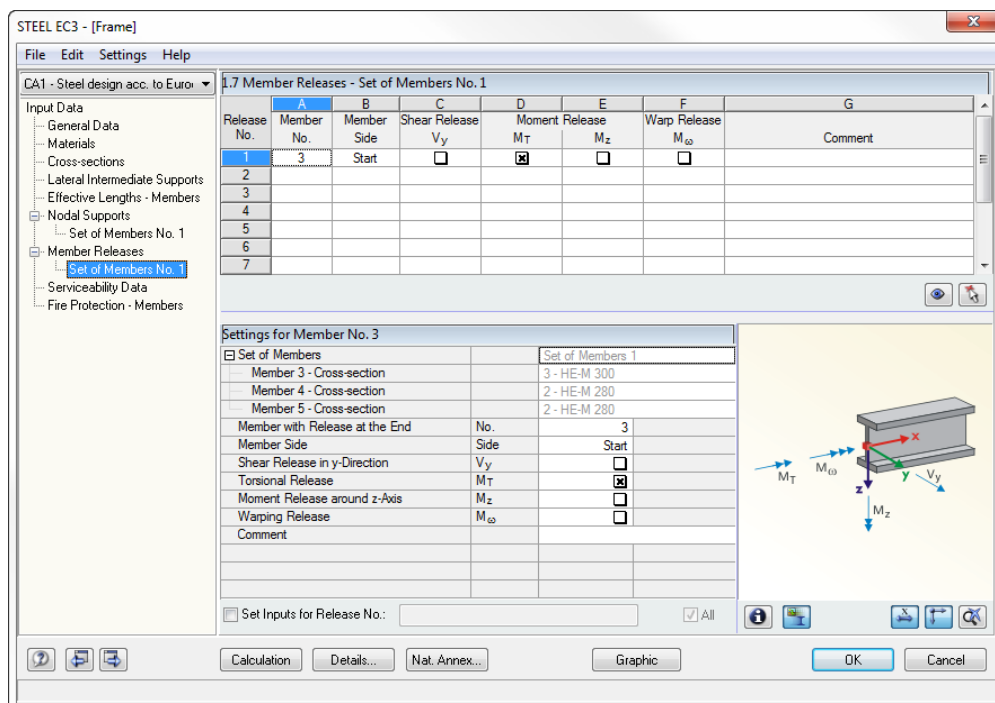 STEEL EC3 - [Frame]
File Edit Settings Help
CA1 - Steel design acc. to Euro
1.7 Member Releases - Set of Members No. 1
Input Data
General Data
Materials
Cross-sections
Lateral Intermediate Supports
Effective Lengths - Members
Nodal Supports
Set of Members No. 1
Member Releases
Set of Members No. 1
Serviceability Data
Fire Protection - Members
A B C D E F G
Release Member Member Shear Release Moment Release Warp Release
No. No. Side Vy MT Mz Mω Comment
1 3 Start
2
3
4
5
6
7
Settings for Member No. 3
Set of Members Set of Members 1
Member 3 - Cross-section 3 - HE-M 300
Member 4 - Cross-section 2 - HE-M 280
Member 5 - Cross-section 2 - HE-M 280
Member with Release at the End No. 3
Member Side Side Start
Shear Release in y-Direction Vy
Torsional Release MT
Moment Release around z-Axis Mz
Warping Release Mω
Comment
x
MT Mω y Vy
z
Mz
Set Inputs for Release No.: All
Calculation Details... Nat. Annex... Graphic OK Cancel